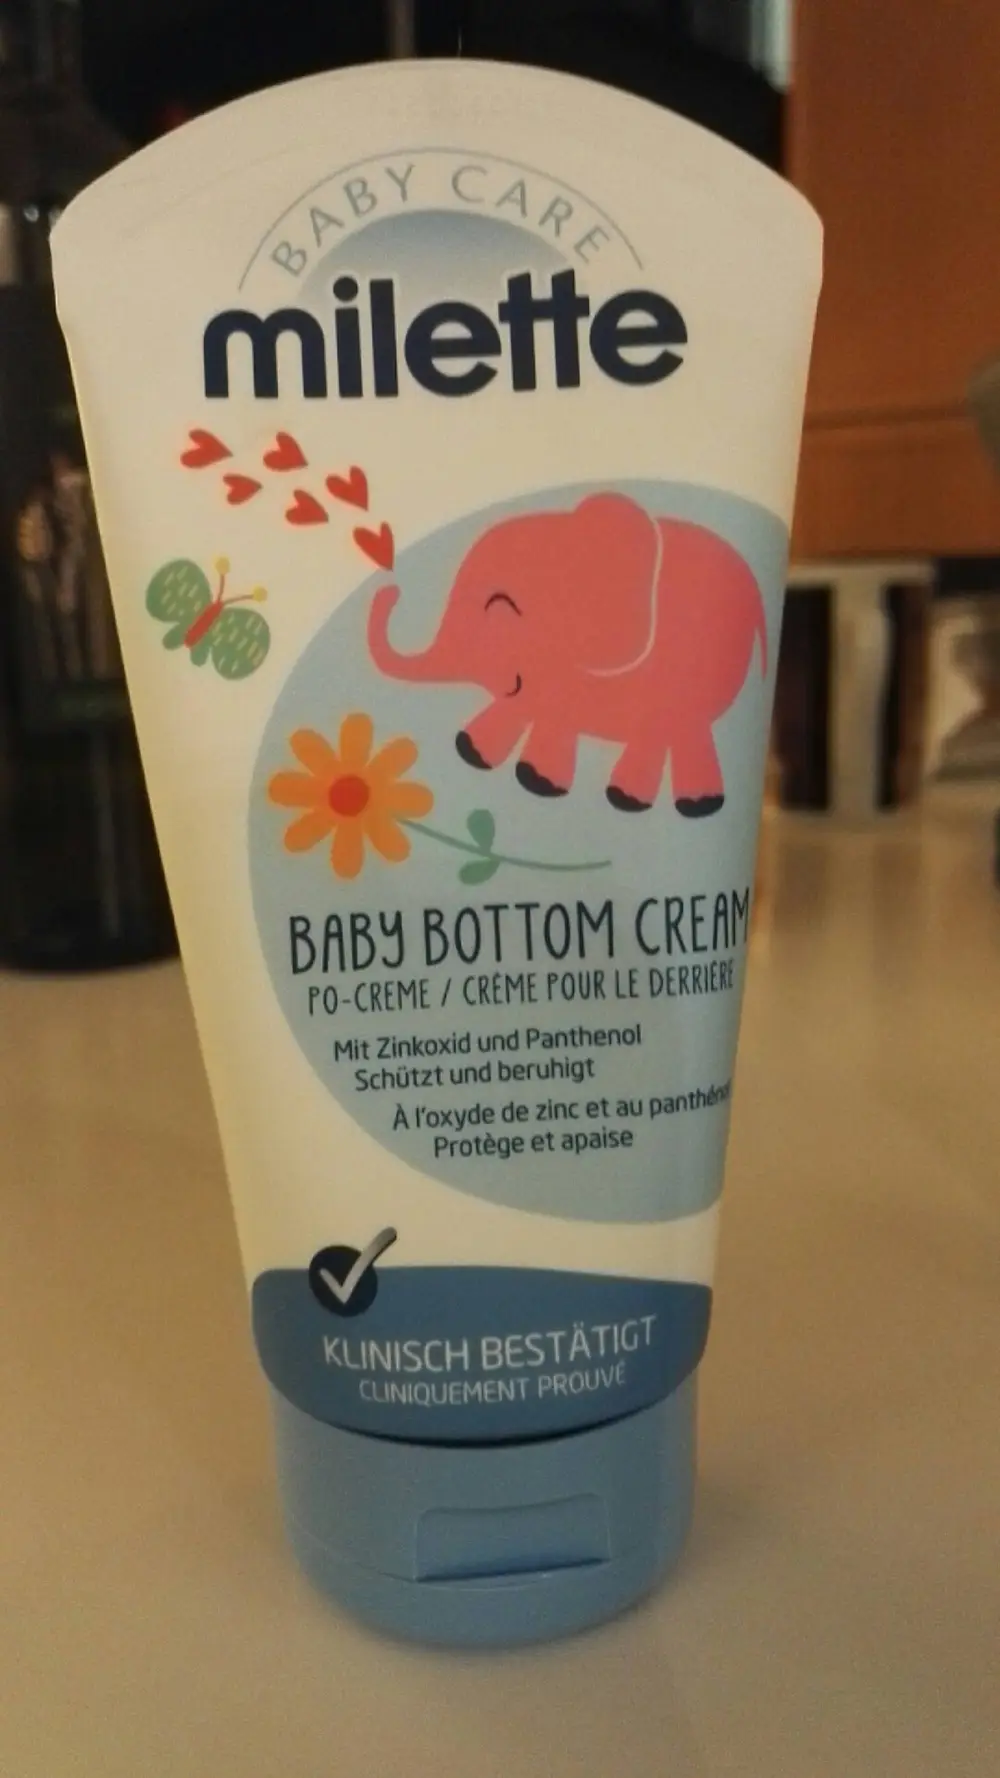 BABY CARE
milette
BABY BOTTOM CREAM
PO-CREME / CRÈME POUR LE DERRIÈRE
Mit Zinkoxid und Panthenol
Schützt und beruhigt
À l'oxyde de zinc et au panthénol
Protège et apaise
KLINISCH BESTÄTIGT
CLINIQUEMENT PROUVÉ